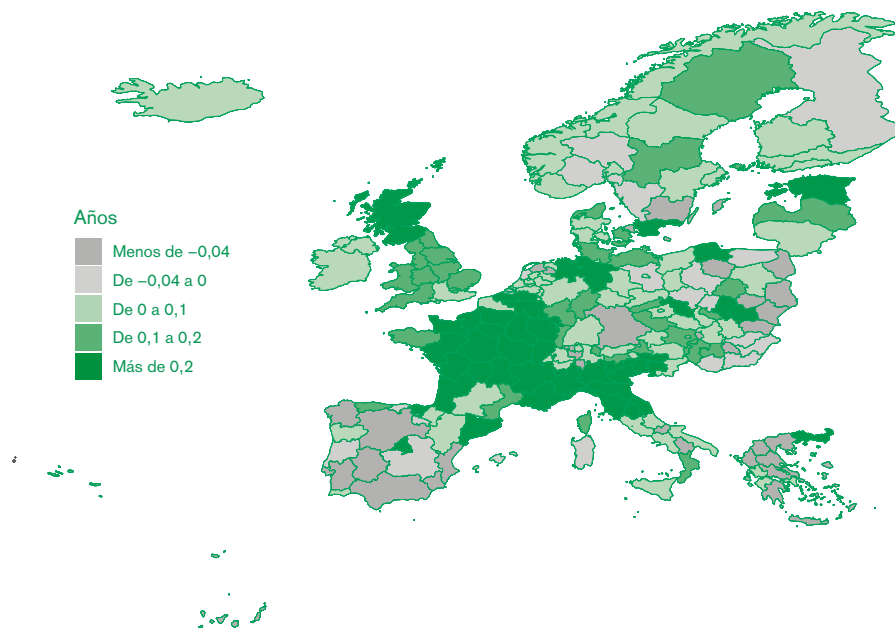 Años
Menos de −0,04
De −0,04 a 0
De 0 a 0,1
De 0,1 a 0,2
Más de 0,2